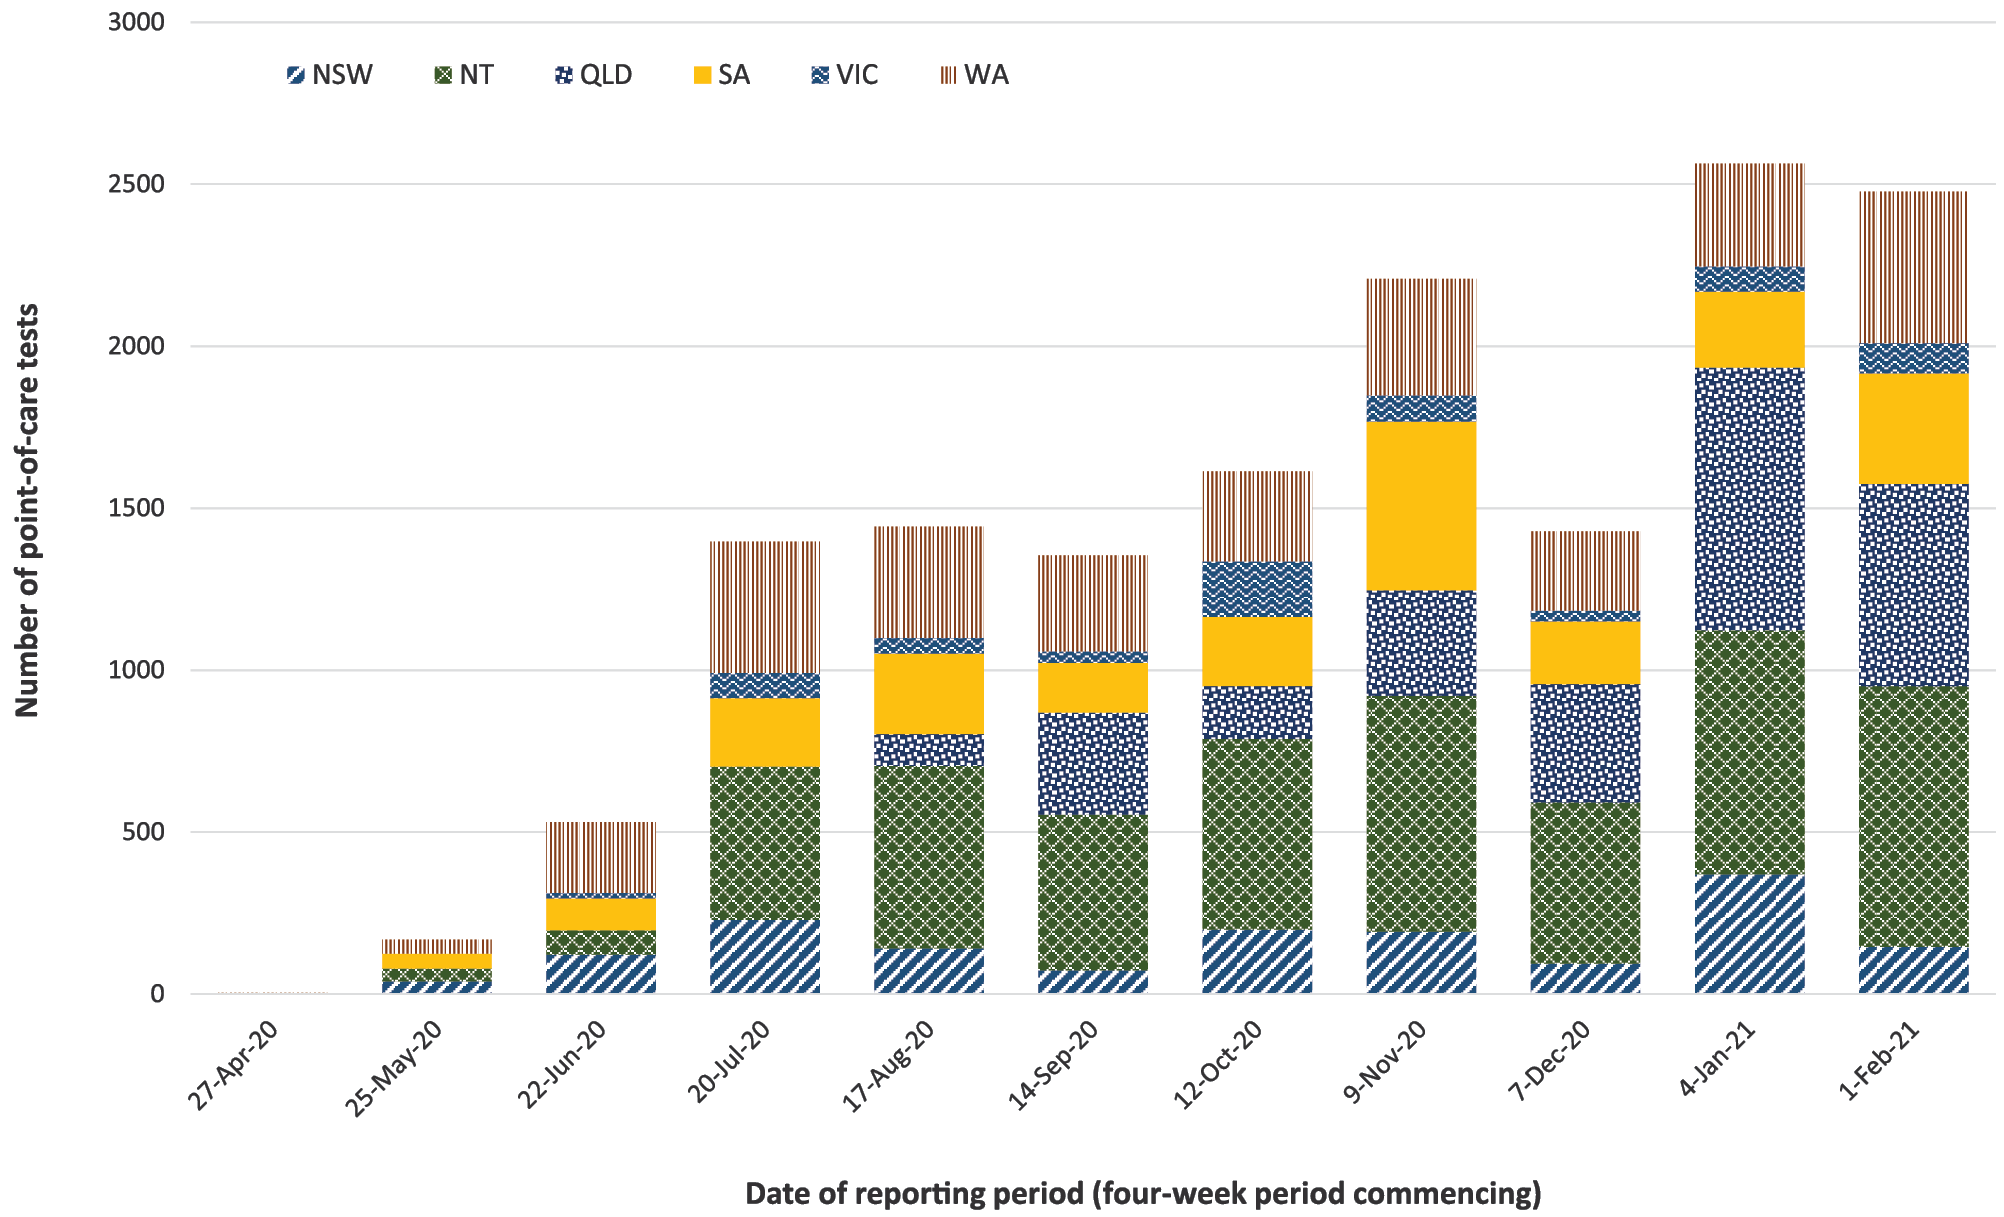 3000
NSW NT QLD SA VIC WA
2500
2000
1500
1000
500
0
Number of point-of-care tests
27-Apr-20
25-May-20
22-Jun-20
20-Jul-20
17-Aug-20
14-Sep-20
12-Oct-20
9-Nov-20
7-Dec-20
4-Jan-21
1-Feb-21
Date of reporting period (four-week period commencing)